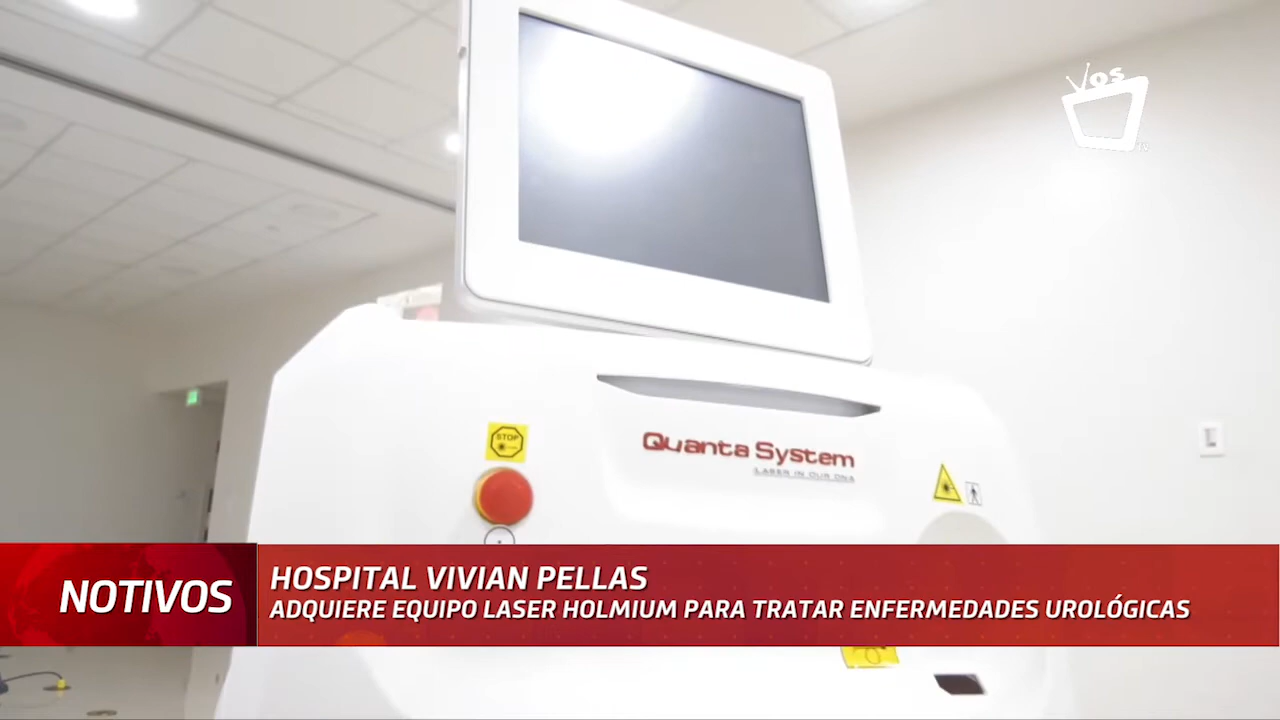 VOS
TV
STOP
Quanta System
LASER IN OUR DNA
NOTIVOS
HOSPITAL VIVIAN PELLAS
ADQUIERE EQUIPO LASER HOLMIUM PARA TRATAR ENFERMEDADES UROLÓGICAS